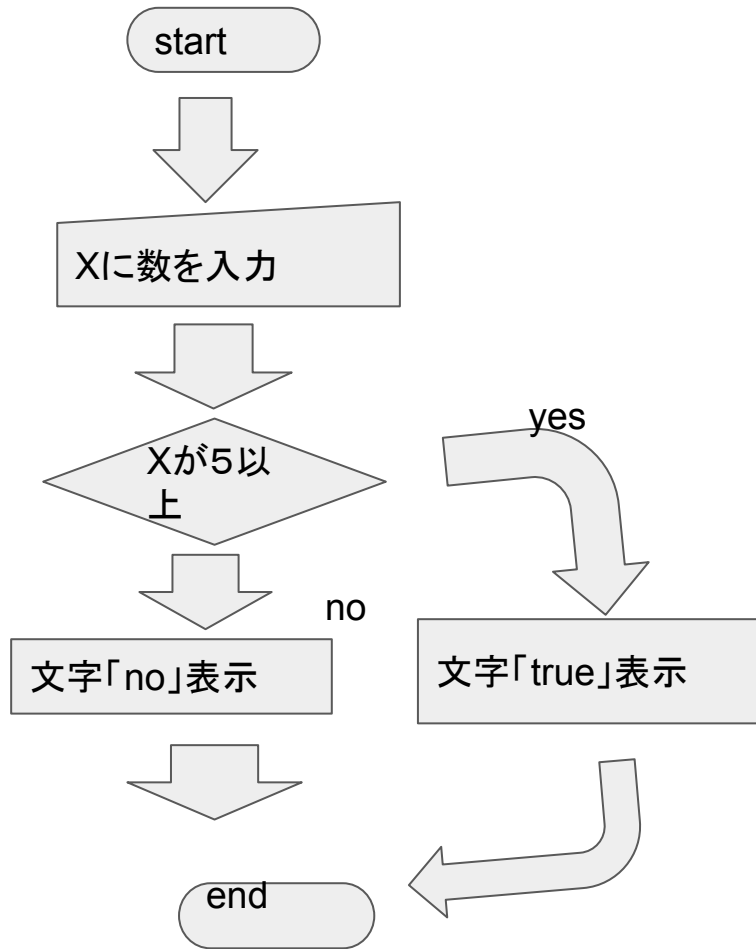 start
Xに数を入力
yes
Xが５以
上
no
文字「no」表示
文字「true」表示
end